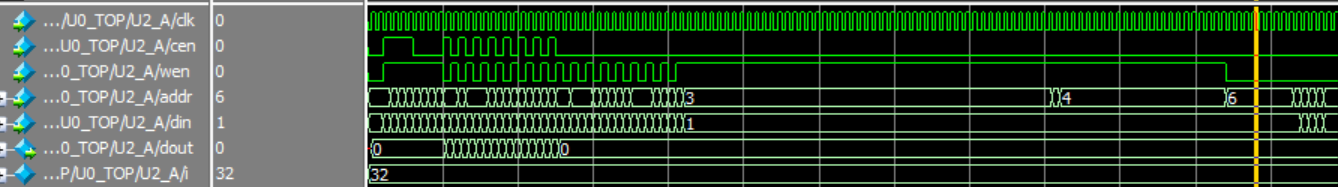 .../U0_TOP/U2_A/clk 0
...U0_TOP/U2_A/cen 0
...0_TOP/U2_A/wen 0
...0_TOP/U2_A/addr 6 3 4 6
...U0_TOP/U2_A/din 1 1
...0_TOP/U2_A/dout 0 0 0
...P/U0_TOP/U2_A/i 32 32